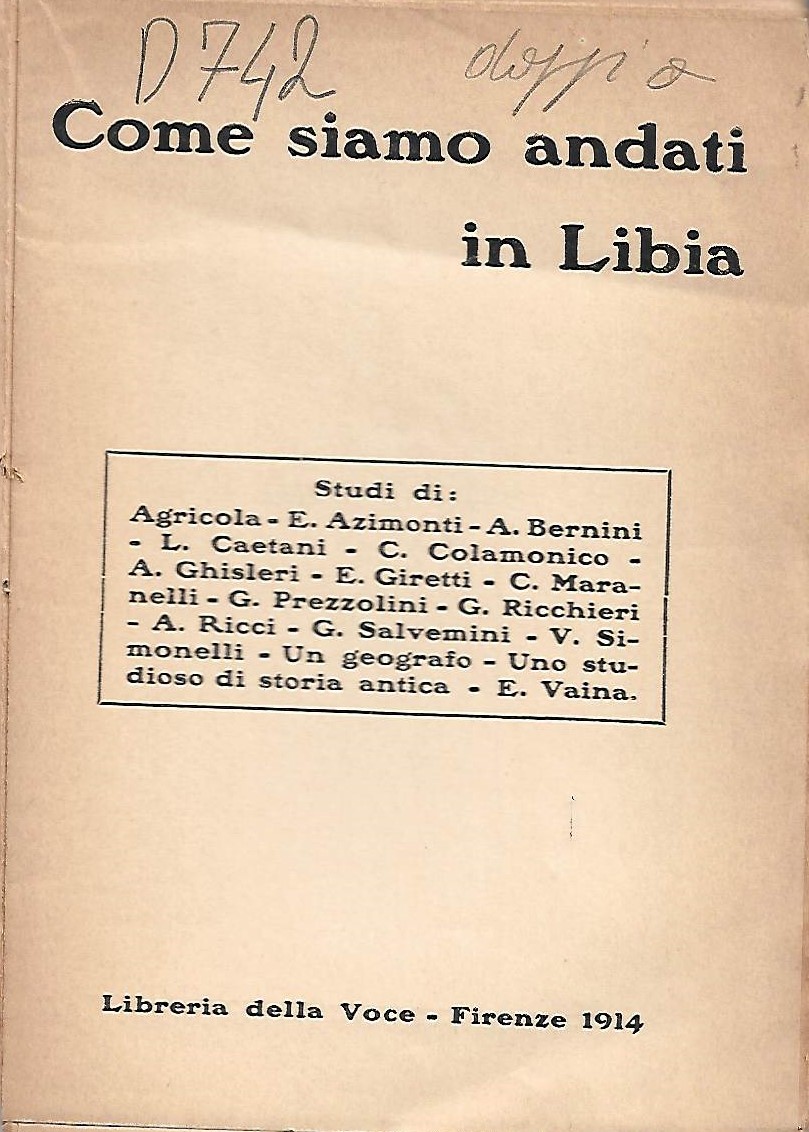 D 742 doppio
Come siamo andati
in Libia
Studi di:
Agricola - E. Azimonti - A. Bernini
- L. Caetani - C. Colamonico -
A. Ghisleri - E. Giretti - C. Mara-
nelli - G. Prezzolini - G. Ricchieri
- A. Ricci - G. Salvemini - V. Si-
monelli - Un geografo - Uno stu-
dioso di storia antica - E. Vaina.
Libreria della Voce - Firenze 1914